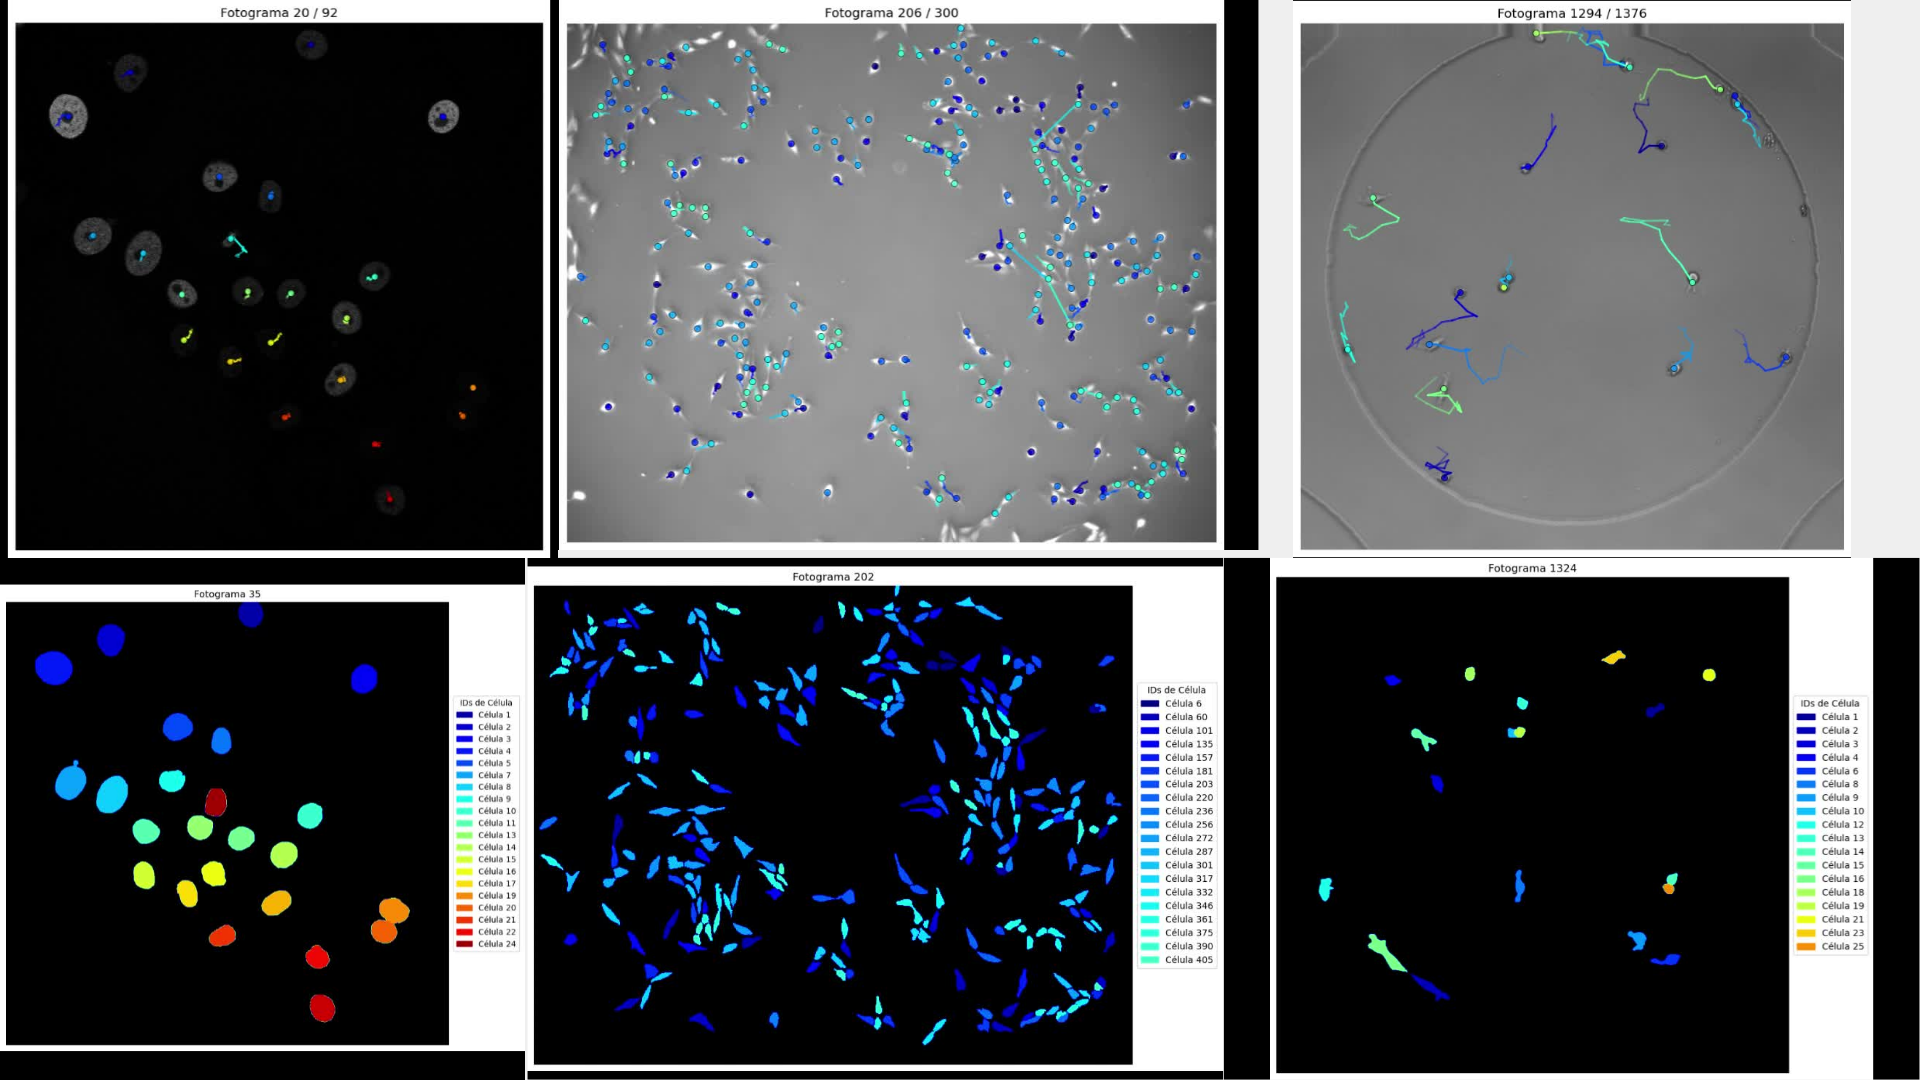 Fotograma 20 / 92
Fotograma 206 / 300
Fotograma 1294 / 1376
Fotograma 35
IDs de Célula
Célula 1
Célula 2
Célula 3
Célula 4
Célula 5
Célula 7
Célula 8
Célula 9
Célula 10
Célula 11
Célula 13
Célula 14
Célula 15
Célula 16
Célula 17
Célula 19
Célula 20
Célula 21
Célula 22
Célula 24
Fotograma 202
IDs de Célula
Célula 6
Célula 60
Célula 101
Célula 135
Célula 157
Célula 181
Célula 203
Célula 220
Célula 236
Célula 256
Célula 272
Célula 287
Célula 301
Célula 317
Célula 332
Célula 346
Célula 361
Célula 375
Célula 390
Célula 405
Fotograma 1324
IDs de Célula
Célula 1
Célula 2
Célula 3
Célula 4
Célula 6
Célula 8
Célula 9
Célula 10
Célula 12
Célula 13
Célula 14
Célula 15
Célula 16
Célula 18
Célula 19
Célula 21
Célula 23
Célula 25